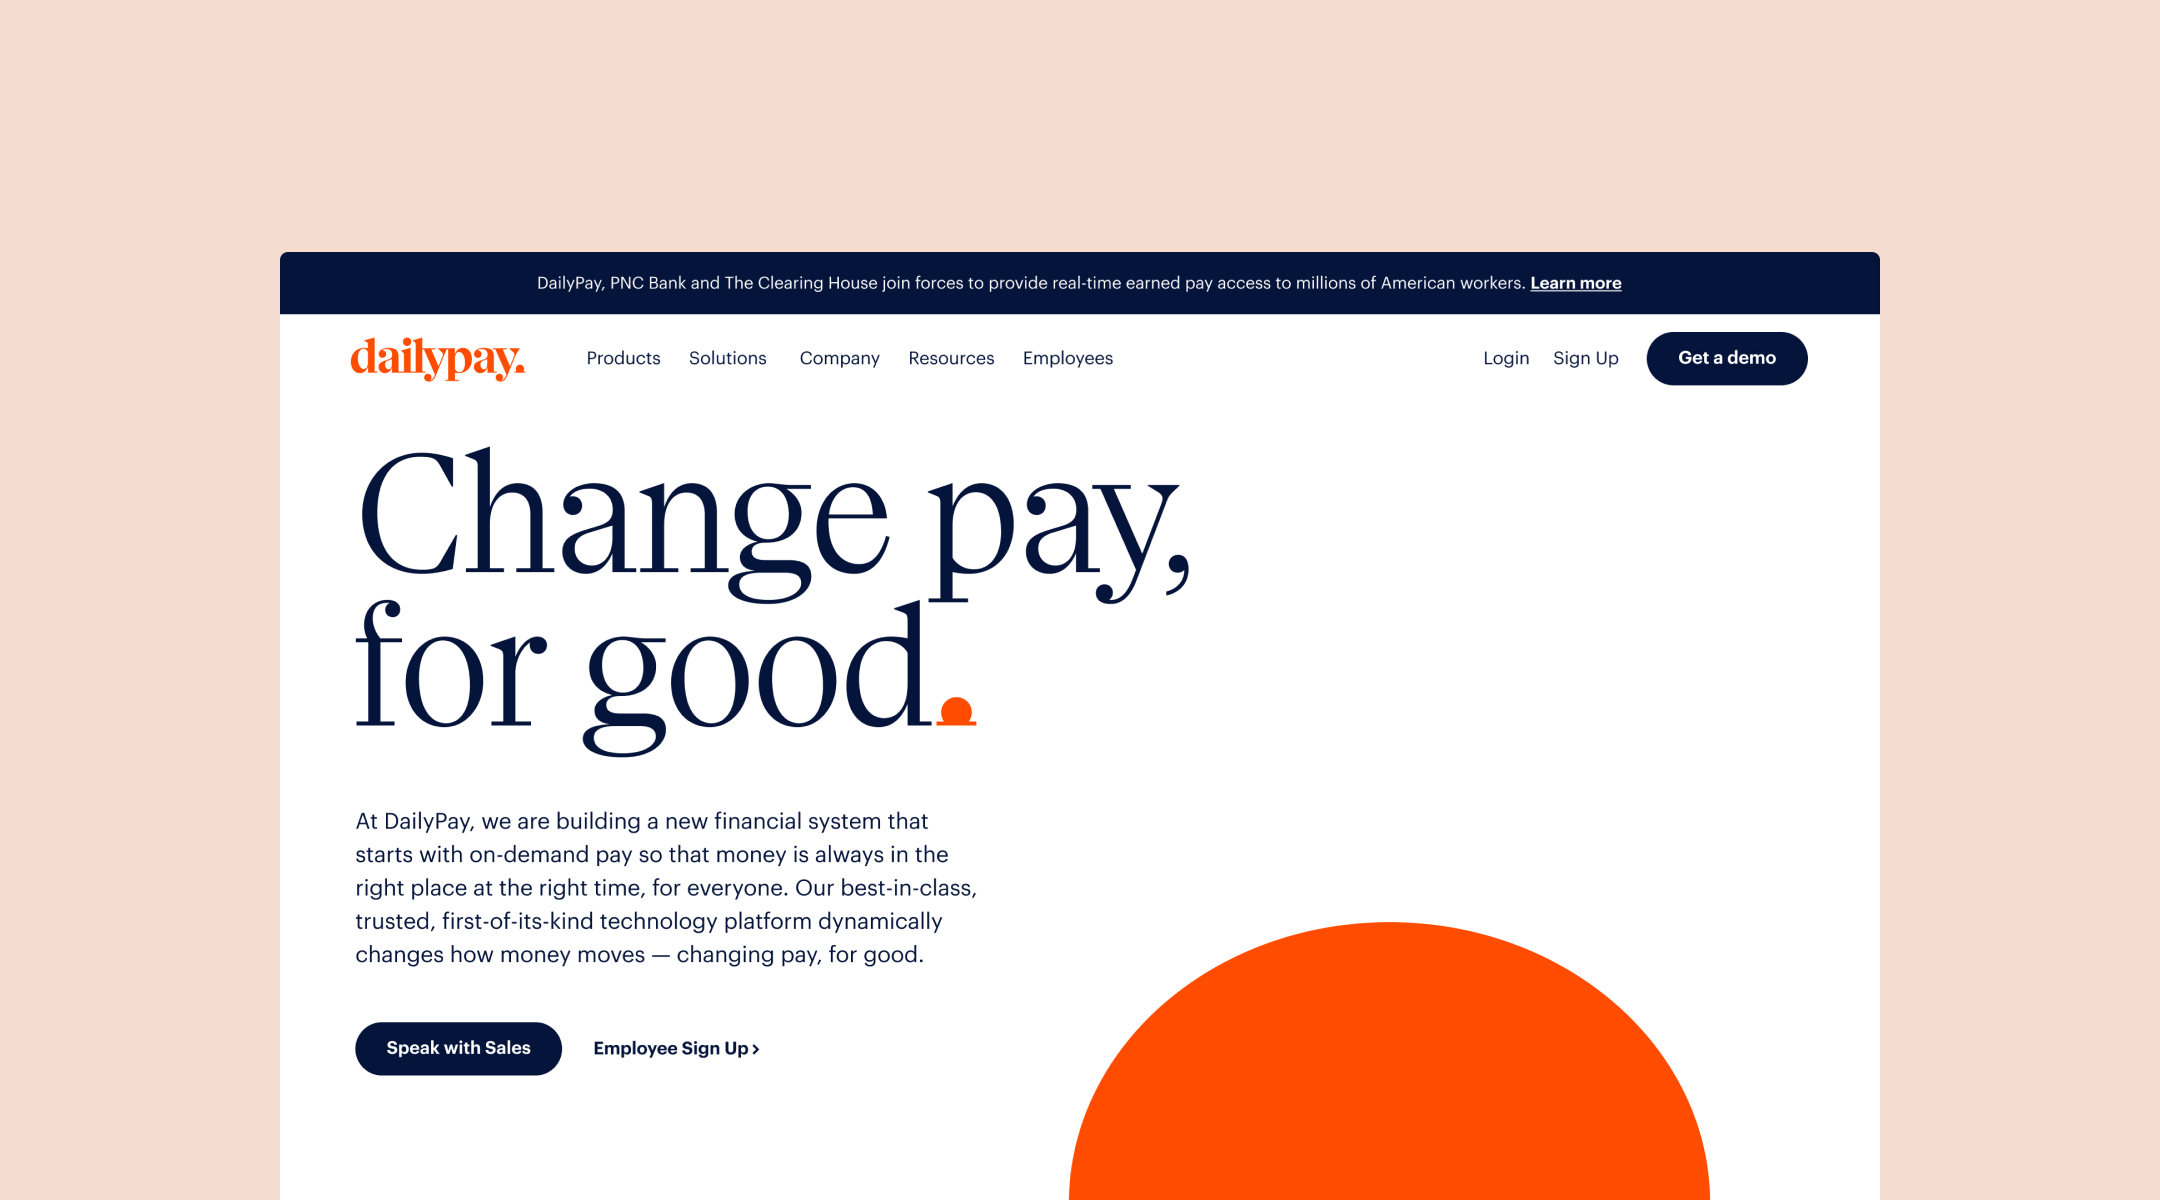 DailyPay, PNC Bank and The Clearing House join forces to provide real-time earned pay access to millions of American workers. Learn more
dailypay. Products Solutions Company Resources Employees Login Sign Up Get a demo
Change pay,
for good.
At DailyPay, we are building a new financial system that
starts with on-demand pay so that money is always in the
right place at the right time, for everyone. Our best-in-class,
trusted, first-of-its-kind technology platform dynamically
changes how money moves — changing pay, for good.
Speak with Sales Employee Sign Up ›